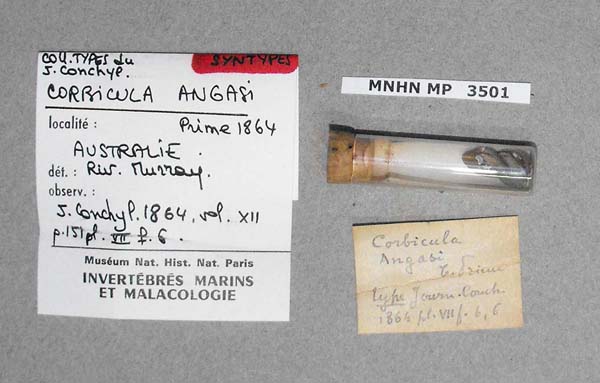 COLL. TYPES du
J. Conchyl.
SYNTYPES
CORBICULA ANGASI
localité : Prime 1864
AUSTRALIE.
dét. : Riv. Murray.
observ. :
J. Conchyl. 1864, vol. XII
p. 151 pl. VII f. 6.
Muséum Nat. Hist. Nat. Paris
INVERTÉBRÉS MARINS
ET MALACOLOGIE
MNHN MP 3501
Corbicula
Angasi
type Journ. Conch.
1864 pl. VII f. 6, 6